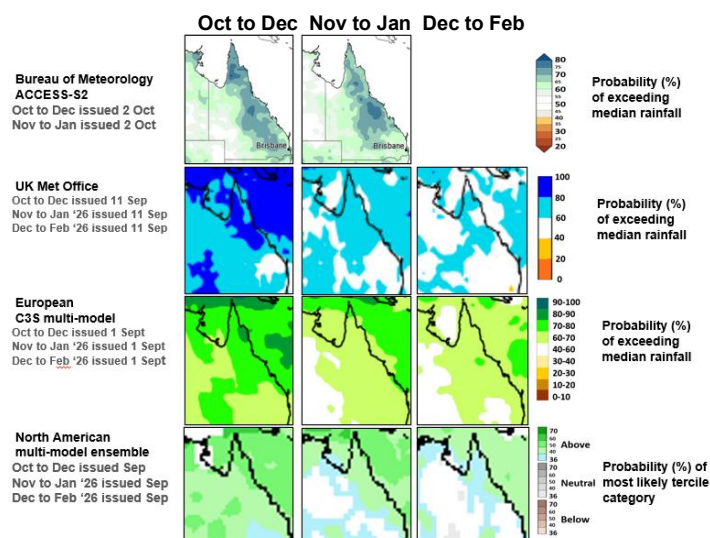 Oct to Dec Nov to Jan Dec to Feb
Bureau of Meteorology
ACCESS-S2
Oct to Dec issued 2 Oct
Nov to Jan issued 2 Oct
Brisbane
Brisbane
80
75
70
65
60
55
50
45
40
35
30
25
20
Probability (%)
of exceeding
median rainfall
UK Met Office
Oct to Dec issued 11 Sep
Nov to Jan ‘26 issued 11 Sep
Dec to Feb ‘26 issued 11 Sep
100
80
60
40
20
0
Probability (%)
of exceeding
median rainfall
European
C3S multi-model
Oct to Dec issued 1 Sept
Nov to Jan ‘26 issued 1 Sept
Dec to Feb ‘26 issued 1 Sept
90-100
80-90
70-80
60-70
40-60
30-40
20-30
10-20
0-10
Probability (%)
of exceeding
median rainfall
North American
multi-model ensemble
Oct to Dec issued Sep
Nov to Jan ‘26 issued Sep
Dec to Feb ‘26 issued Sep
70
60
50
40
36
Above
70
60
50
40
36
Neutral
70
60
50
40
36
Below
Probability (%) of
most likely tercile
category